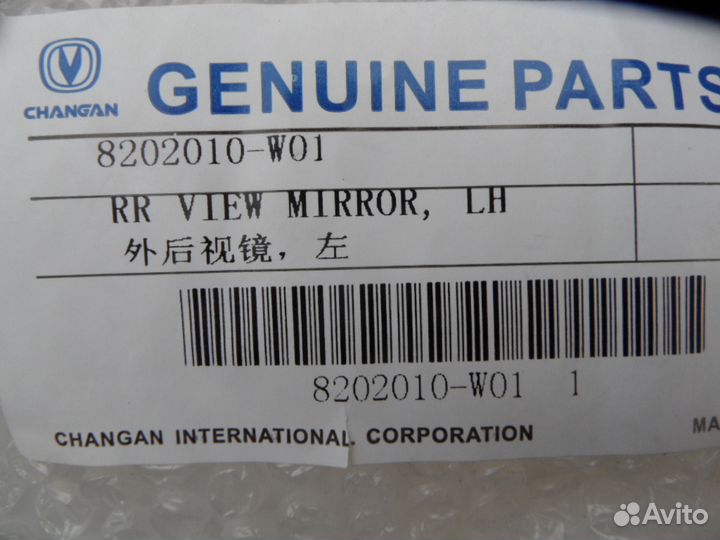 CHANGAN
GENUINE PARTS
8202010-W01
RR VIEW MIRROR, LH
外后视镜，左
8202010-W01 1
CHANGAN INTERNATIONAL CORPORATION
Avito